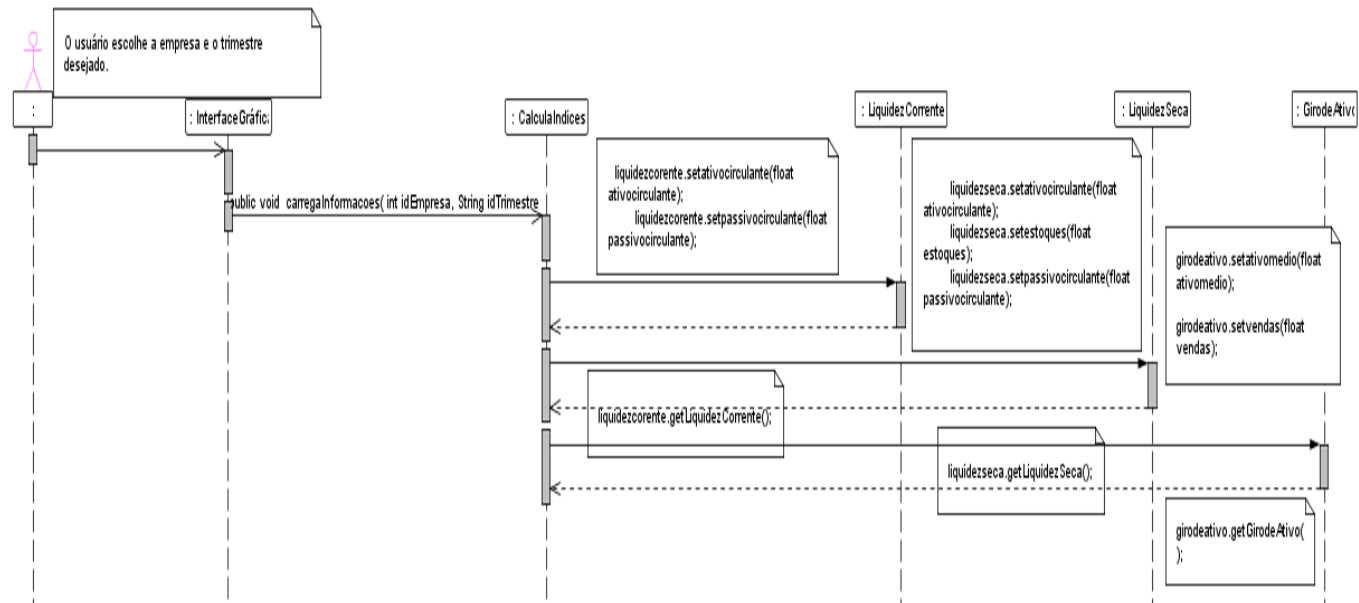 O usuário escolhe a empresa e o trimestre
desejado.
:
: InterfaceGráfic
: CalculaIndices
: LiquidezCorrente
: LiquidezSeca
: GirodeAtivo
public void carregaInformacoes( int idEmpresa, String idTrimestre
liquidezcorente.setativocirculante(float
ativocirculante);
liquidezcorente.setpassivocirculante(float
passivocirculante);
liquidezseca.setativocirculante(float
ativocirculante);
liquidezseca.setestoques(float
estoques);
liquidezseca.setpassivocirculante(float
passivocirculante);
girodeativo.setativomedio(float
ativomedio);
girodeativo.setvendas(float
vendas);
liquidezcorente.getLiquidezCorrente();
liquidezseca.getLiquidezSeca();
girodeativo.getGirodeAtivo(
);